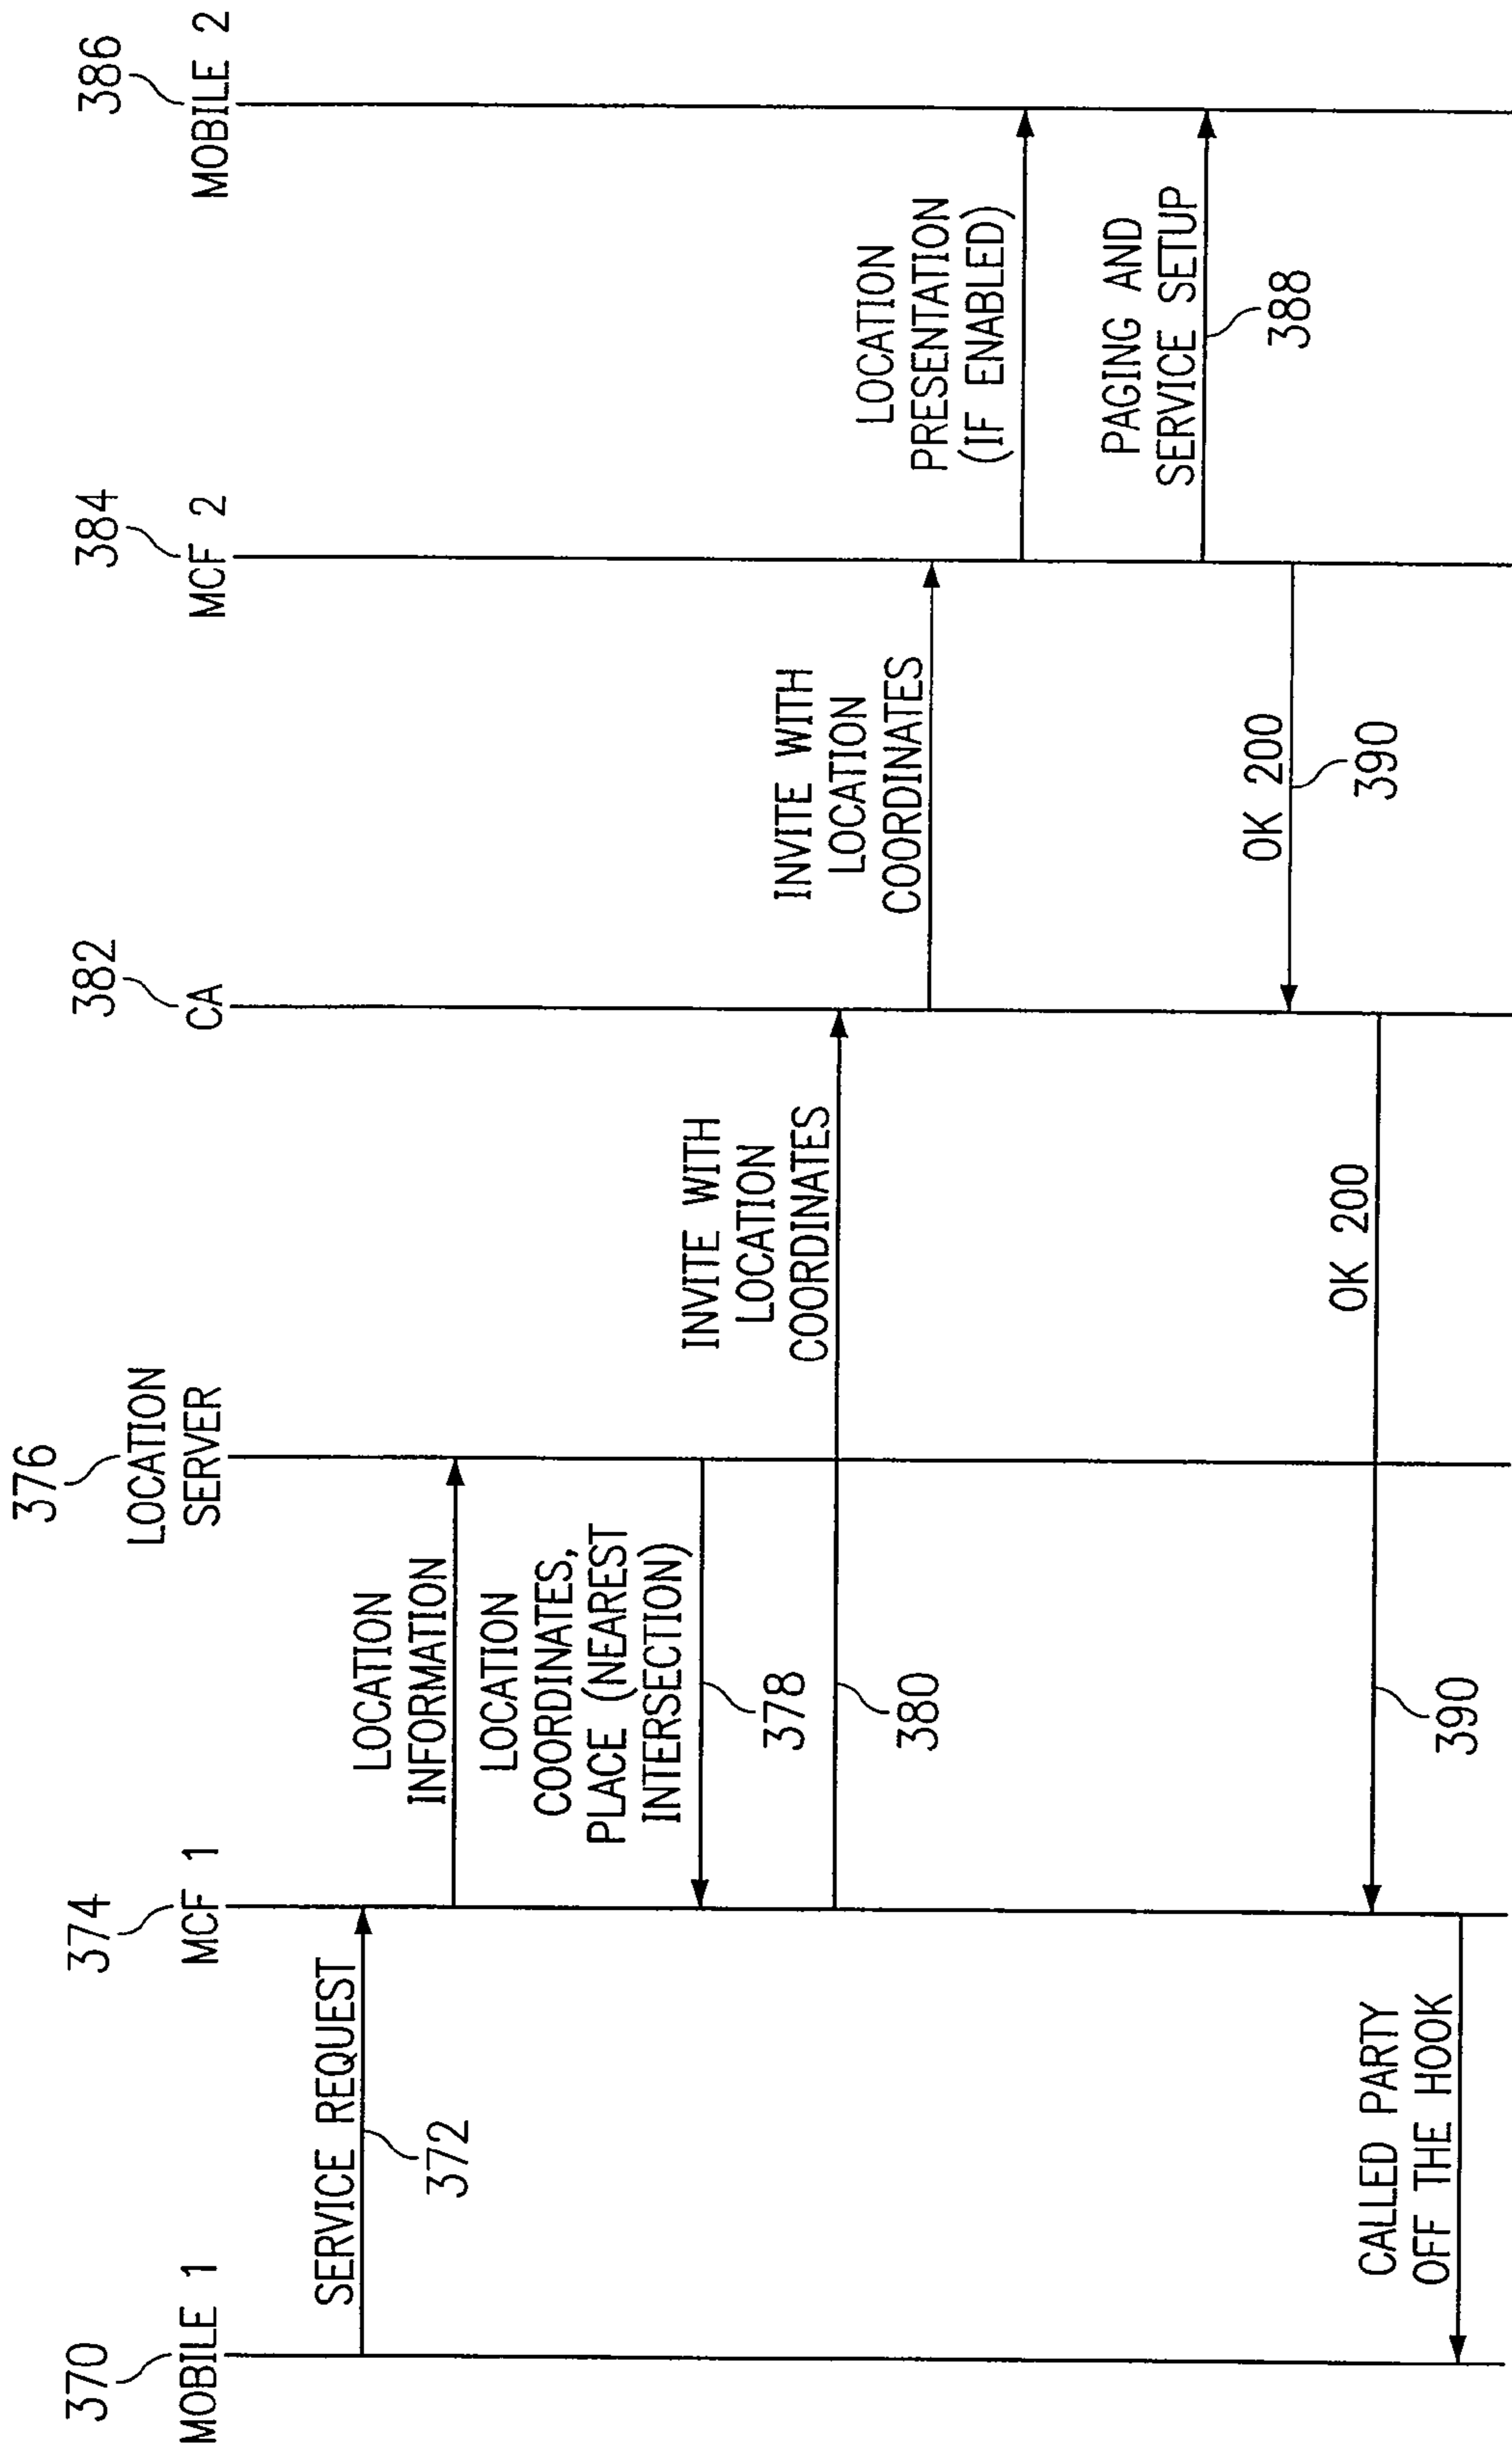 370
MOBILE 1
374
MCF 1
376
LOCATION
SERVER
382
CA
384
MCF 2
386
MOBILE 2
SERVICE REQUEST
372
LOCATION
INFORMATION
LOCATION
COORDINATES,
PLACE (NEAREST
INTERSECTION)
378
INVITE WITH
LOCATION
COORDINATES
380
INVITE WITH
LOCATION
COORDINATES
LOCATION
PRESENTATION
(IF ENABLED)
PAGING AND
SERVICE SETUP
388
OK 200
390
OK 200
390
CALLED PARTY
OFF THE HOOK